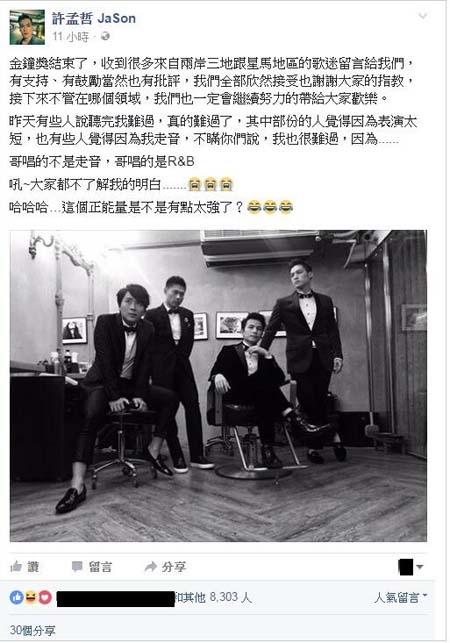 許孟哲 JaSon
11 小時
金鐘獎結束了，收到很多來自兩岸三地跟星馬地區的歌迷留言給我們，
有支持、有鼓勵當然也有批評，我們全部欣然接受也謝謝大家的指教，
接下來不管在哪個領域，我們也一定會繼續努力的帶給大家歡樂。
昨天有些人說聽完我難過，真的難過了，其中部份的人覺得因為表演太
短，也有些人覺得因為我走音，不瞞你們說，我也很難過，因為......
哥唱的不是走音，哥唱的是R&B
吼~大家都不了解我的明白.......😭😭😭
哈哈哈...這個正能量是不是有點太強了？😂😂😂
讚 留言 分享
和其他 8,303 人 人氣留言
30個分享